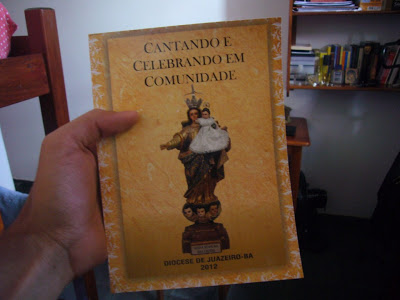 CANTANDO E
CELEBRANDO EM
COMUNIDADE
DIOCESE DE JUAZEIRO-BA
2012